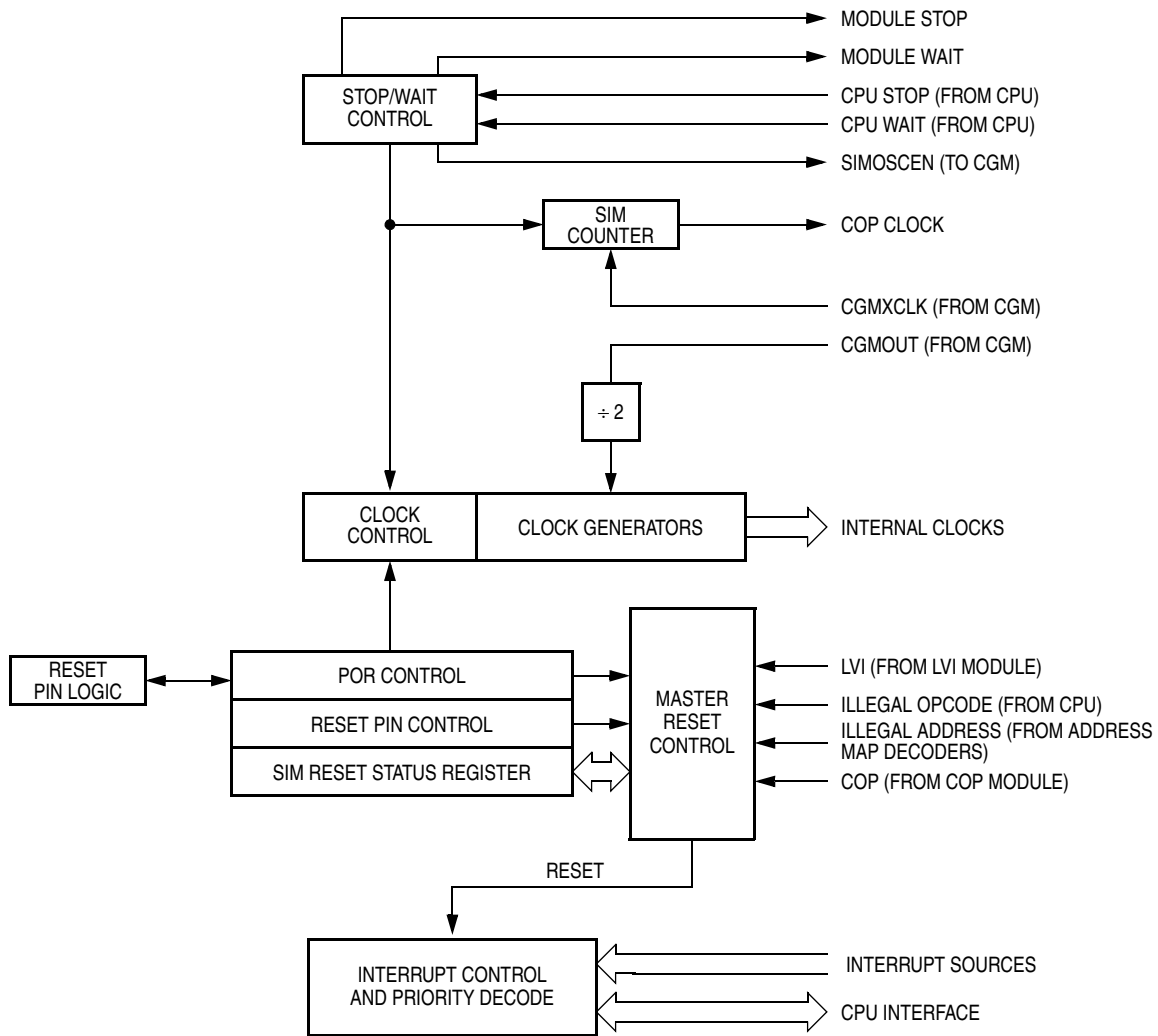 MODULE STOP
MODULE WAIT
STOP/WAIT
CONTROL
CPU STOP (FROM CPU)
CPU WAIT (FROM CPU)
SIMOSCEN (TO CGM)
SIM
COUNTER
COP CLOCK
CGMXCLK (FROM CGM)
CGMOUT (FROM CGM)
÷ 2
CLOCK
CONTROL
CLOCK GENERATORS
INTERNAL CLOCKS
RESET
PIN LOGIC
POR CONTROL
RESET PIN CONTROL
SIM RESET STATUS REGISTER
MASTER
RESET
CONTROL
LVI (FROM LVI MODULE)
ILLEGAL OPCODE (FROM CPU)
ILLEGAL ADDRESS (FROM ADDRESS
MAP DECODERS)
COP (FROM COP MODULE)
RESET
INTERRUPT CONTROL
AND PRIORITY DECODE
INTERRUPT SOURCES
CPU INTERFACE